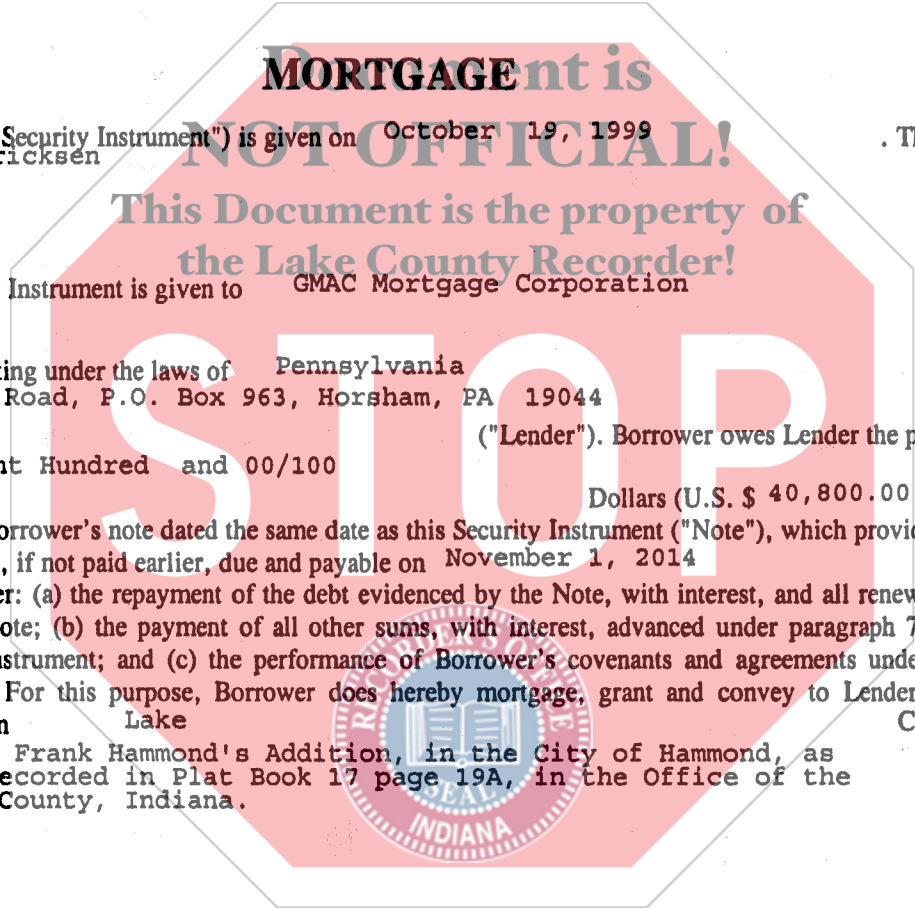 MORTGAGE
Document is
Security Instrument") is given on October 19, 1999 . Th
ricksen
NOT OFFICIAL!
This Document is the property of
the Lake County Recorder!
Instrument is given to GMAC Mortgage Corporation
ing under the laws of Pennsylvania
Road, P.O. Box 963, Horsham, PA 19044
("Lender"). Borrower owes Lender the p
nt Hundred and 00/100
Dollars (U.S. $ 40,800.00
STOP
orrower's note dated the same date as this Security Instrument ("Note"), which provid
, if not paid earlier, due and payable on November 1, 2014
er: (a) the repayment of the debt evidenced by the Note, with interest, and all renew
ote; (b) the payment of all other sums, with interest, advanced under paragraph 7
strument; and (c) the performance of Borrower's covenants and agreements unde
For this purpose, Borrower does hereby mortgage, grant and convey to Lender
n Lake C
Frank Hammond's Addition, in the City of Hammond, as
ecorded in Plat Book 17 page 19A, in the Office of the
County, Indiana.
RECORDER'S OFFICE
SEAL
INDIANA